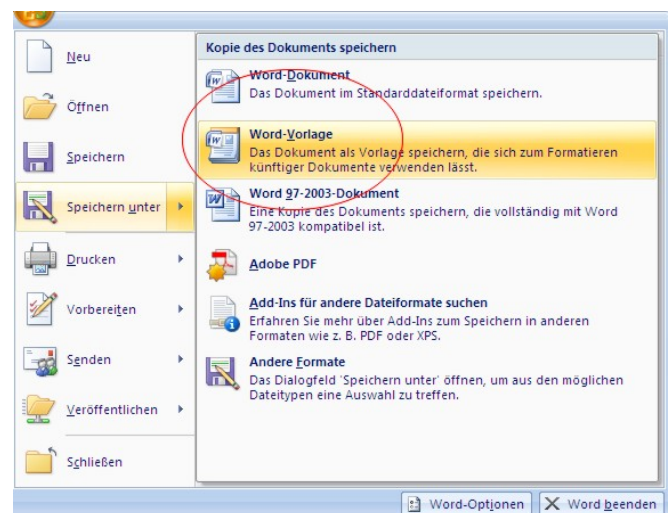 Neu
Öffnen
Speichern
Speichern unter
Drucken
Vorbereiten
Senden
Veröffentlichen
Schließen
Kopie des Dokuments speichern
Word-Dokument
Das Dokument im Standarddateiformat speichern.
Word-Vorlage
Das Dokument als Vorlage speichern, die sich zum Formatieren
künftiger Dokumente verwenden lässt.
Word 97-2003-Dokument
Eine Kopie des Dokuments speichern, die vollständig mit Word
97-2003 kompatibel ist.
Adobe PDF
Add-Ins für andere Dateiformate suchen
Erfahren Sie mehr über Add-Ins zum Speichern in anderen
Formaten wie z. B. PDF oder XPS.
Andere Formate
Das Dialogfeld 'Speichern unter' öffnen, um aus den möglichen
Dateitypen eine Auswahl zu treffen.
Word-Optionen
Word beenden